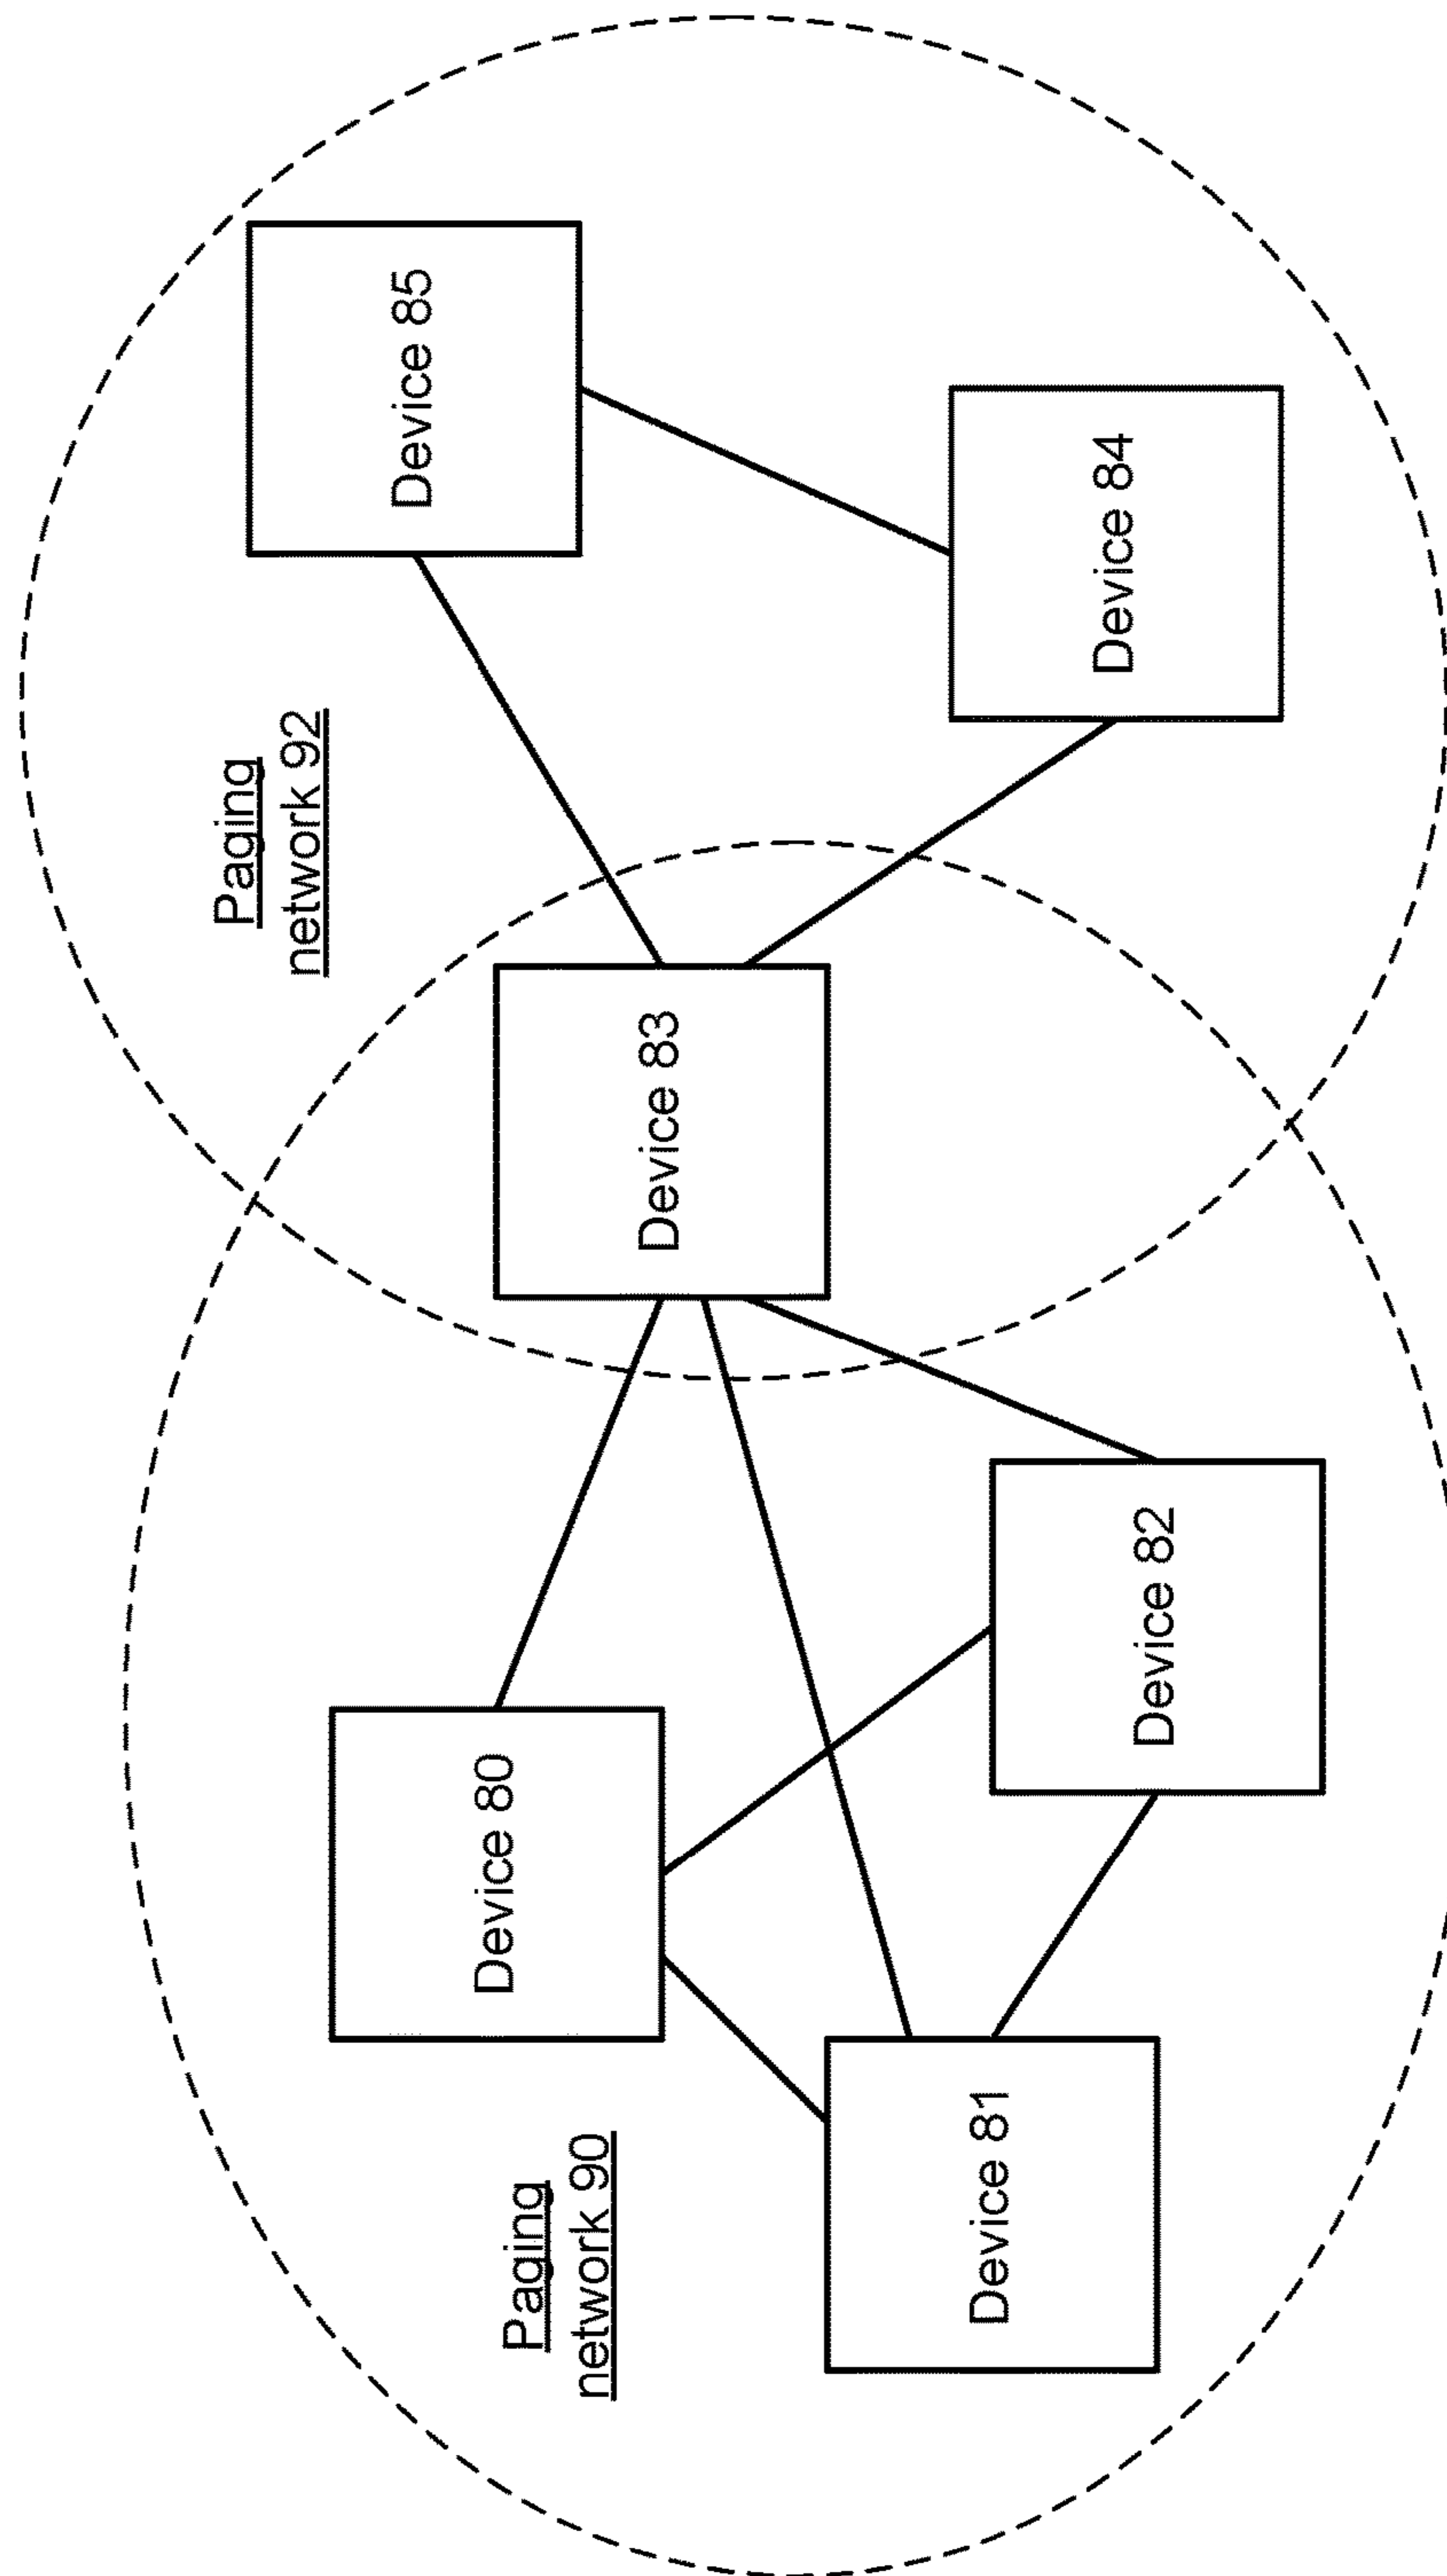 Paging
network 90
Device 80
Device 81
Device 82
Device 83
Paging
network 92
Device 85
Device 84